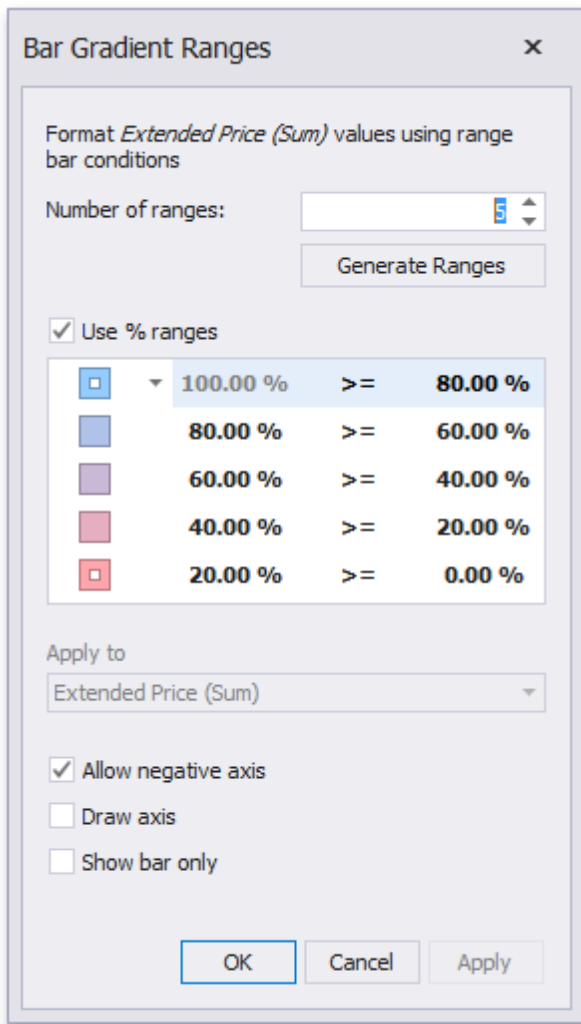 Bar Gradient Ranges
Format Extended Price (Sum) values using range
bar conditions
Number of ranges: 5
Generate Ranges
Use % ranges
100.00 % >= 80.00 %
80.00 % >= 60.00 %
60.00 % >= 40.00 %
40.00 % >= 20.00 %
20.00 % >= 0.00 %
Apply to
Extended Price (Sum)
Allow negative axis
Draw axis
Show bar only
OK Cancel Apply